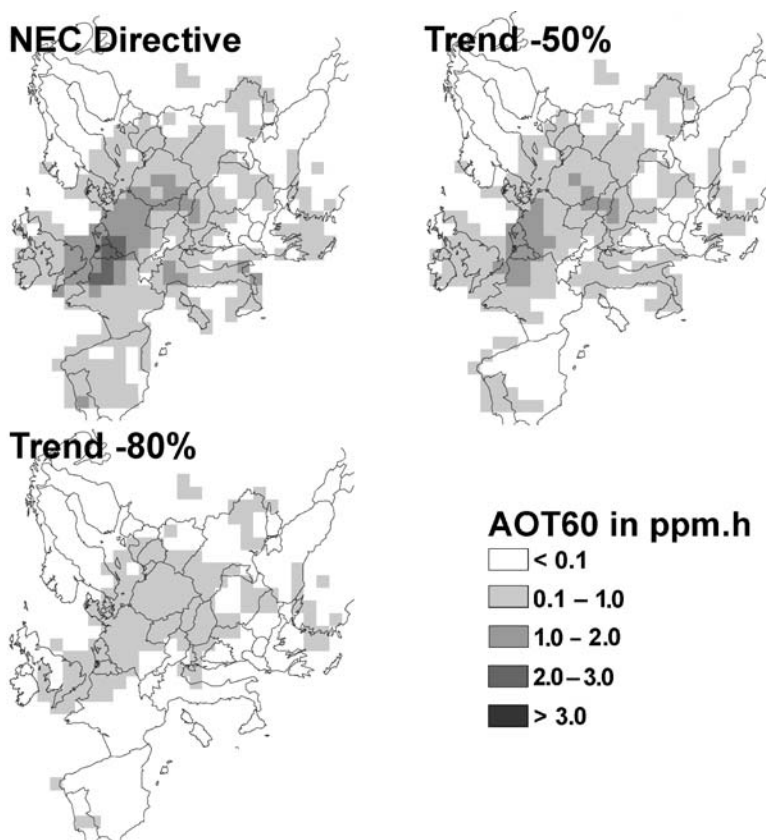 NEC Directive
Trend -50%
Trend -80%
AOT60 in ppm.h
< 0.1
0.1 – 1.0
1.0 – 2.0
2.0–3.0
> 3.0